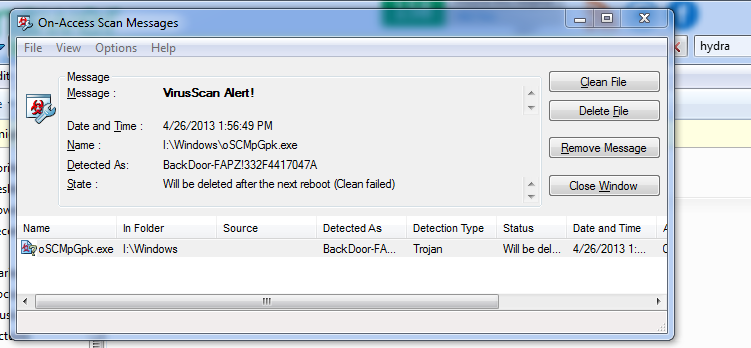 On-Access Scan Messages
hydra
File View Options Help
Message
Message : VirusScan Alert!
Date and Time : 4/26/2013 1:56:49 PM
Name : I:\Windows\oSCMpGpk.exe
Detected As: BackDoor-FAPZ!332F4417047A
State : Will be deleted after the next reboot (Clean failed)
Clean File
Delete File
Remove Message
Close Window
Name In Folder Source Detected As Detection Type Status Date and Time
oSCMpGpk.exe I:\Windows BackDoor-FA... Trojan Will be del... 4/26/2013 1:...